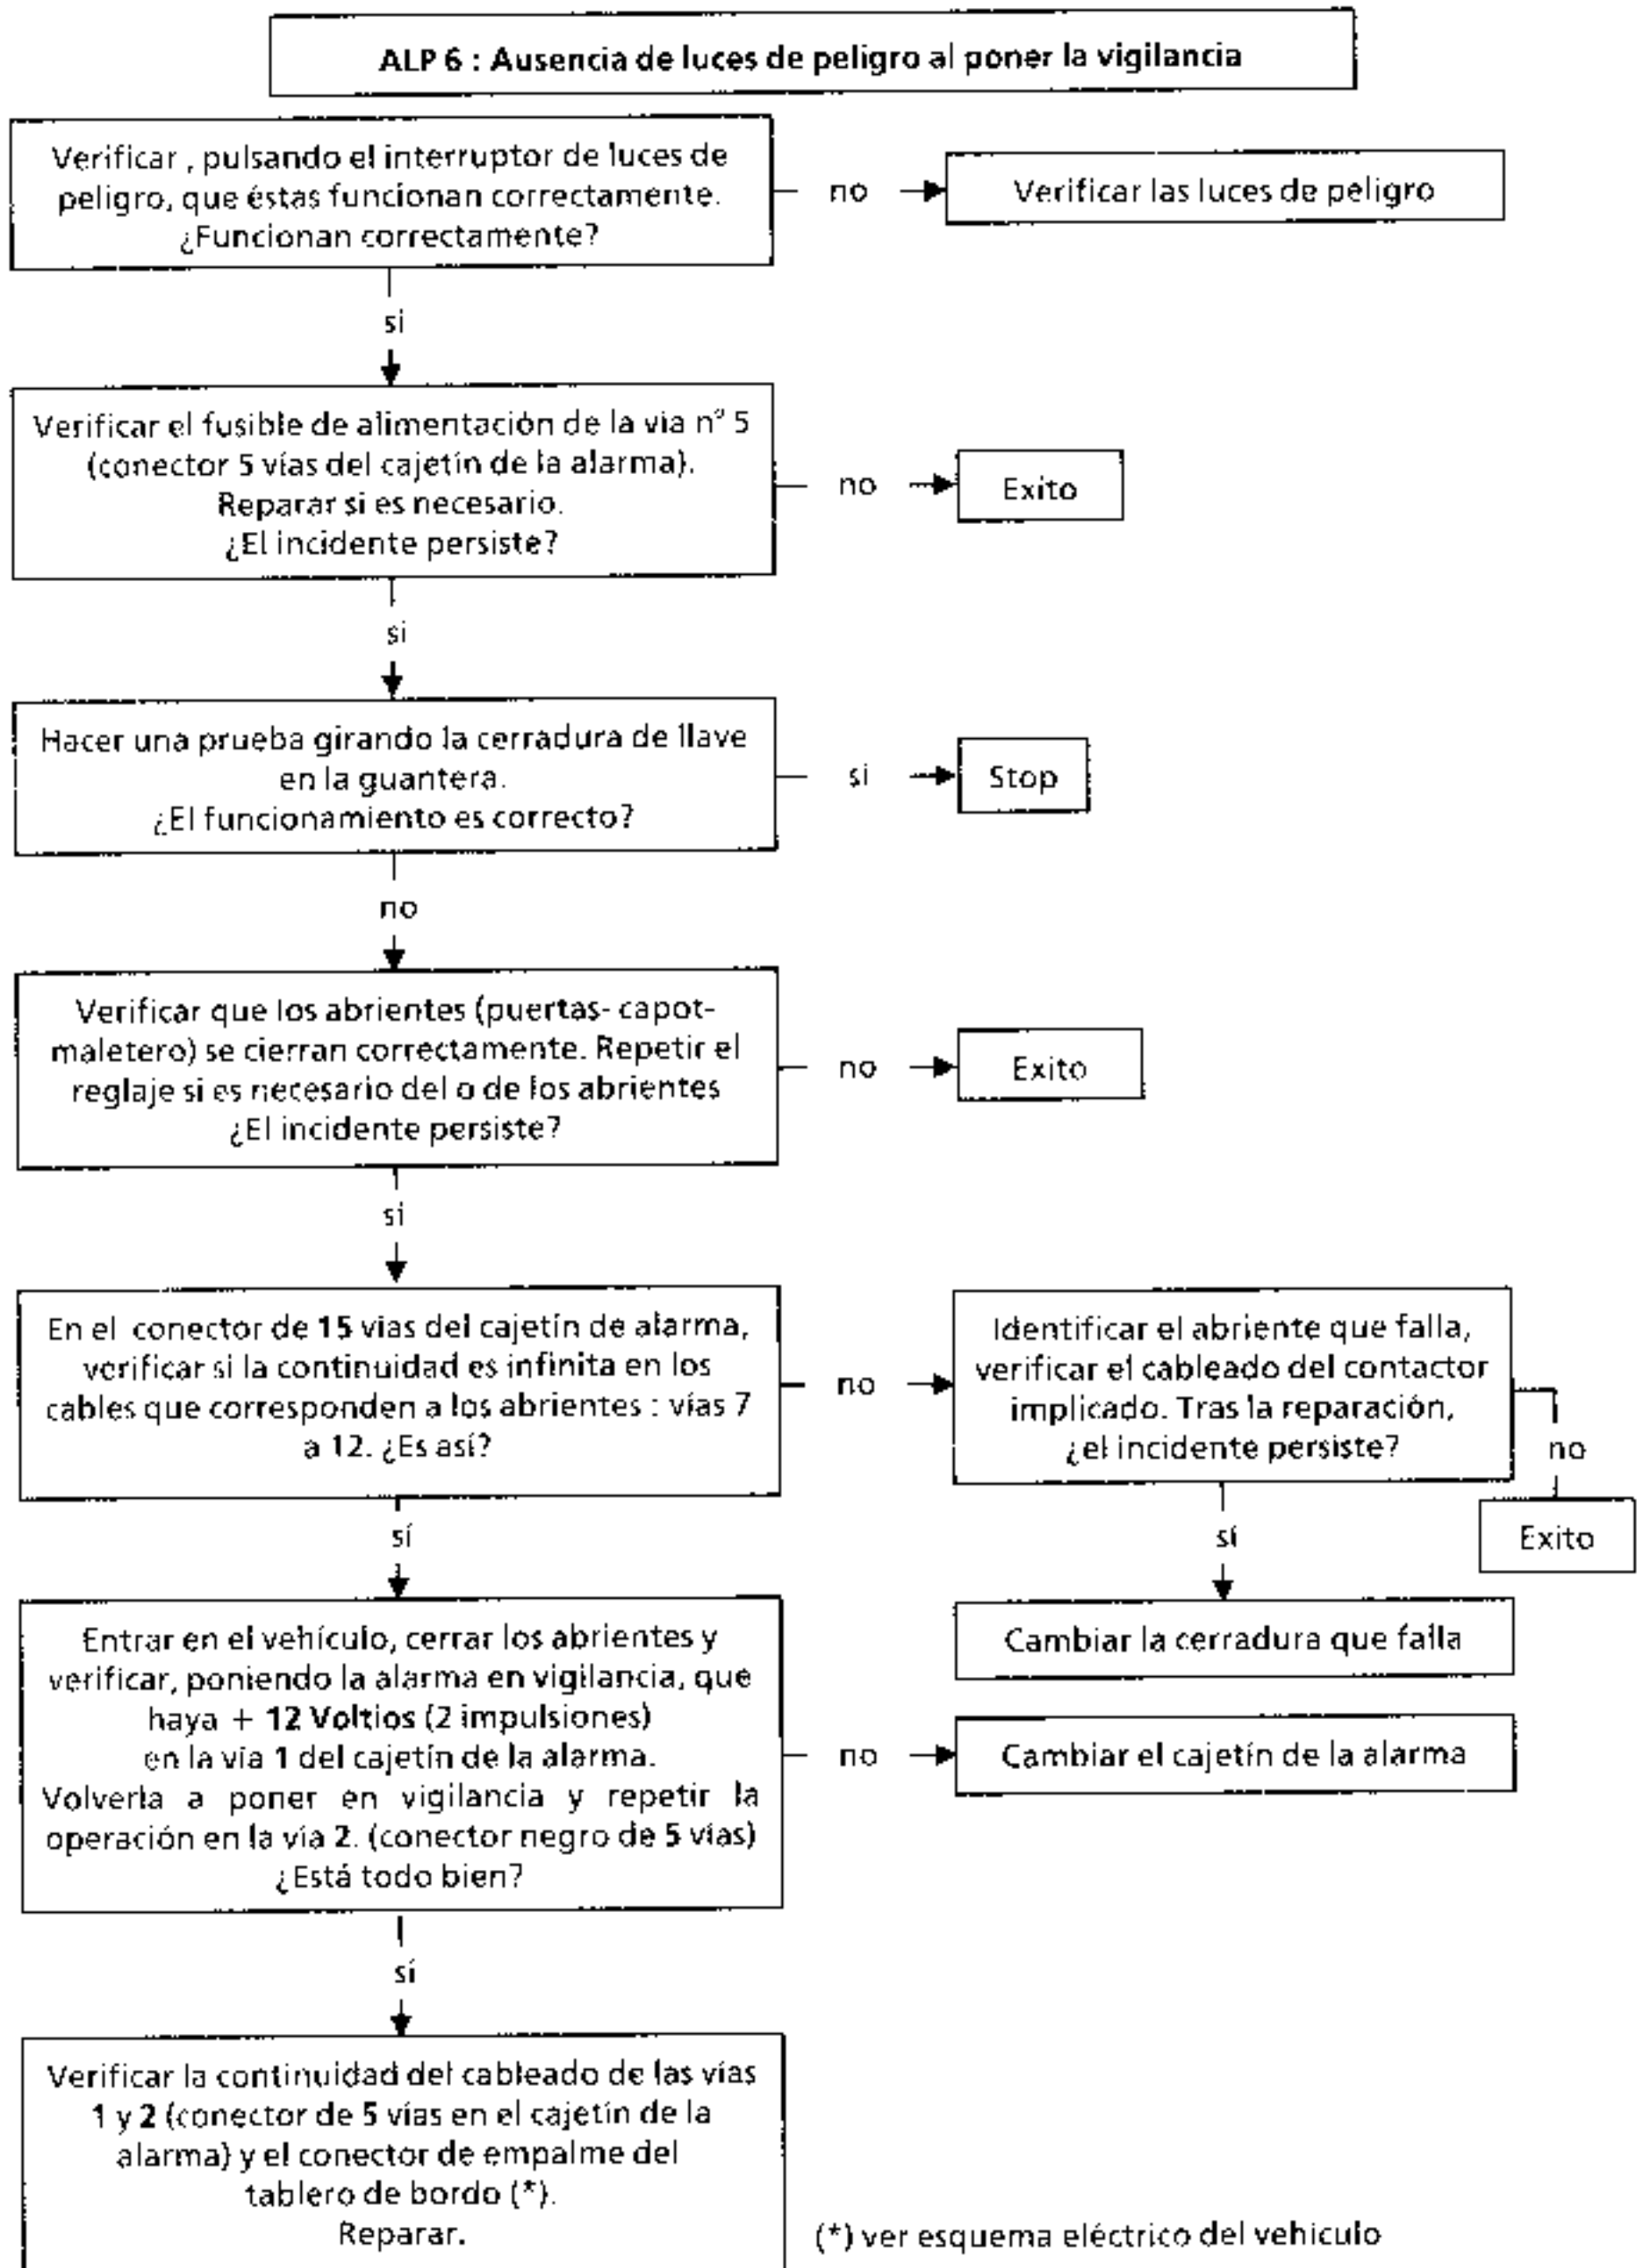 ALP 6 : Ausencia de luces de peligro al poner la vigilancia
Verificar , pulsando el interruptor de luces de
peligro, que éstas funcionan correctamente.
¿Funcionan correctamente?
no
Verificar las luces de peligro
si
Verificar el fusible de alimentación de la via n° 5
(conector 5 vías del cajetín de la alarma).
Reparar si es necesario.
¿El incidente persiste?
no
Exito
si
Hacer una prueba girando la cerradura de llave
en la guantera.
¿El funcionamiento es correcto?
si
Stop
no
Verificar que los abrientes (puertas- capot-
maletero) se cierran correctamente. Repetir el
reglaje si es necesario del o de los abrientes
¿El incidente persiste?
no
Exito
si
En el conector de 15 vias del cajetín de alarma,
verificar si la continuidad es infinita en los
cables que corresponden a los abrientes : vías 7
a 12. ¿Es así?
no
Identificar el abriente que falla,
verificar el cableado del contactor
implicado. Tras la reparación,
¿el incidente persiste?
no
Exito
sí
Cambiar la cerradura que falla
sí
Entrar en el vehículo, cerrar los abrientes y
verificar, poniendo la alarma en vigilancia, que
haya + 12 Voltios (2 impulsiones)
en la via 1 del cajetín de la alarma.
Volverla a poner en vigilancia y repetir la
operación en la vía 2. (conector negro de 5 vías)
¿Está todo bien?
no
Cambiar el cajetín de la alarma
sí
Verificar la continuidad del cableado de las vías
1 y 2 (conector de 5 vías en el cajetín de la
alarma) y el conector de empalme del
tablero de bordo (*).
Reparar.
(*) ver esquema eléctrico del vehiculo